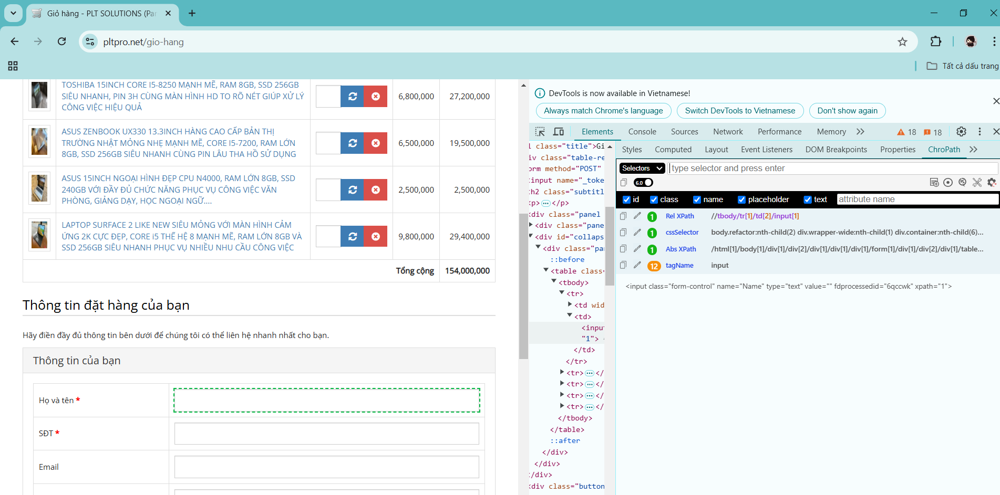 Giỏ hàng - PLT SOLUTIONS (Par
pltpro.net/gio-hang
Tất cả dấu trang
TOSHIBA 15INCH CORE I5-8250 MẠNH MẼ, RAM 8GB, SSD 256GB
SIÊU NHANH, PIN 3H CÙNG MÀN HÌNH HD TO RÕ NÉT GIÚP XỬ LÝ
CÔNG VIỆC HIỆU QUẢ
6,800,000
27,200,000
ASUS ZENBOOK UX330 13.3INCH HÀNG CAO CẤP BẢN THỊ
TRƯỜNG NHẬT MỎNG NHẸ MẠNH MẼ, CORE I5-7200, RAM LỚN
8GB, SSD 256GB SIÊU NHANH CÙNG PIN LÂU THA HỒ SỬ DỤNG
6,500,000
19,500,000
ASUS 15INCH NGOẠI HÌNH ĐẸP CPU N4000, RAM LỚN 8GB, SSD
240GB VỚI ĐẦY ĐỦ CHỨC NĂNG PHỤC VỤ CÔNG VIỆC VĂN
PHÒNG, GIẢNG DẠY, HỌC NGOẠI NGỮ....
2,500,000
2,500,000
LAPTOP SURFACE 2 LIKE NEW SIÊU MỎNG VỚI MÀN HÌNH CẢM
ỨNG 2K CỰC ĐẸP, CORE i5 THẾ HỆ 8 MẠNH MẼ, RAM LỚN 8GB VÀ
SSD 256GB SIÊU NHANH PHỤC VỤ NHIỀU NHU CẦU CÔNG VIỆC
9,800,000
29,400,000
Tổng cộng
154,000,000
Thông tin đặt hàng của bạn
Hãy điền đầy đủ thông tin bên dưới để chúng tôi có thể liên hệ nhanh nhất cho bạn.
Thông tin của bạn
Họ và tên *
SĐT *
Email
DevTools is now available in Vietnamese!
Always match Chrome's language
Switch DevTools to Vietnamese
Don't show again
Elements Console Sources Network Performance Memory
18 18
l class="title">Gi
iv class="table-re
orm method="POST"
input name="_toke
h2 class="subtitl
<p>…</p>
<div class="panel
<div class="pane
<div id="collaps
<div class="pa
::before
<table class=
<tbody>
<tr>
<td wid
<td>
<input
"1"> =
</td>
</tr>
<tr>…</
<tr>…</
<tr>…</
<tr>…</
</tbody>
</table>
::after
</div>
</div>
/div>
<div class="button
Styles Computed Layout Event Listeners DOM Breakpoints Properties ChroPath
Selectors
type selector and press enter
6.0
id class name placeholder text attribute name
1 Rel XPath //tbody/tr[1]/td[2]/input[1]
1 cssSelector body.refactor:nth-child(2) div.wrapper-wide:nth-child(1) div.container:nth-child(6)...
1 Abs XPath /html[1]/body[1]/div[1]/div[2]/div[1]/div[1]/div[1]/form[1]/div[1]/div[2]/div[1]/table...
12 tagName input
<input class="form-control" name="Name" type="text" value="" fdprocessedid="6qccwk" xpath="1">